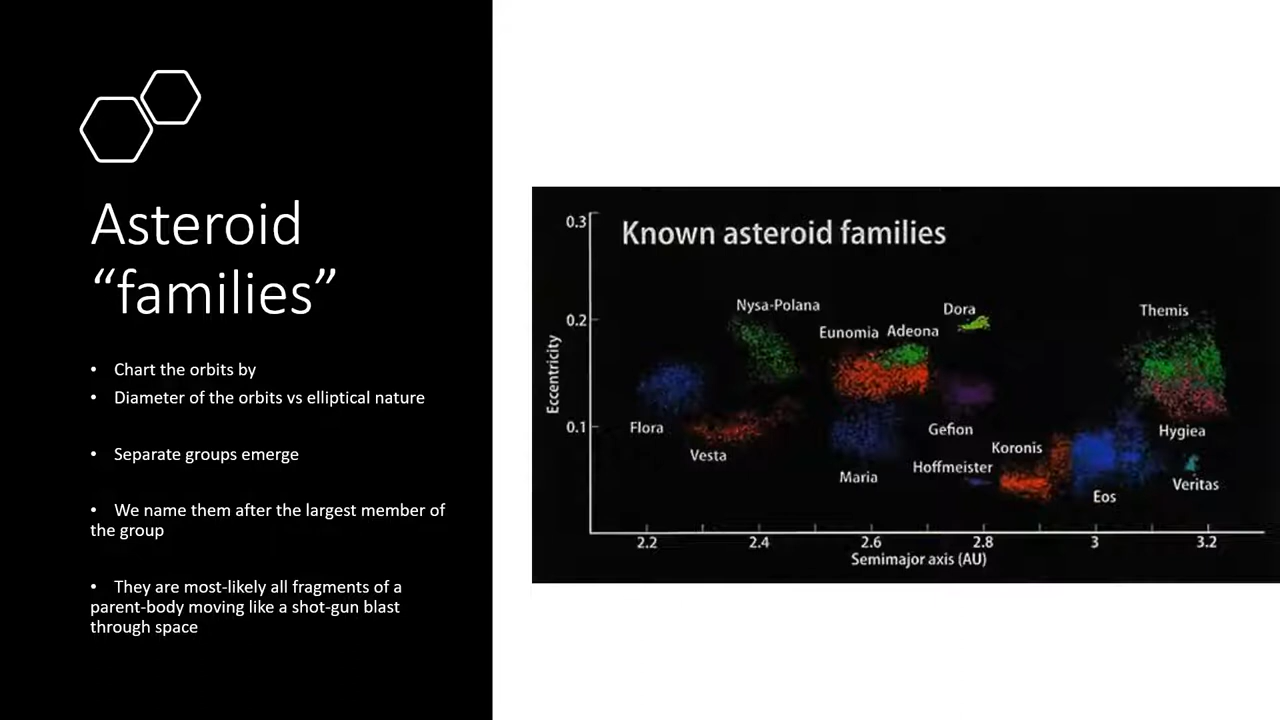 Asteroid
“families”
• Chart the orbits by
• Diameter of the orbits vs elliptical nature
• Separate groups emerge
• We name them after the largest member of
the group
• They are most-likely all fragments of a
parent-body moving like a shot-gun blast
through space
Known asteroid families
0.3
0.2
0.1
Eccentricity
Nysa-Polana
Dora
Themis
Eunomia
Adeona
Flora
Vesta
Gefion
Hygiea
Koronis
Maria
Hoffmeister
Veritas
Eos
2.2 2.4 2.6 2.8 3 3.2
Semimajor axis (AU)